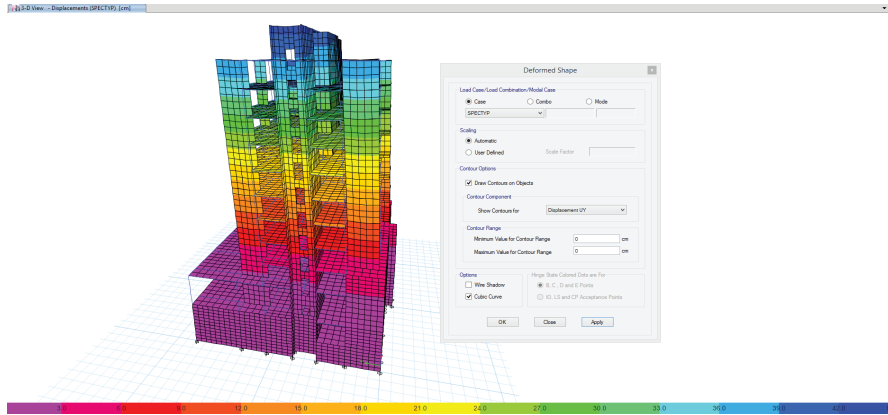 3-D View - Displacements (SPECTYP) [cm]
Deformed Shape
Load Case/Load Combination/Modal Case
Case Combo Mode
SPECTYP
Scaling
Automatic
User Defined Scale Factor
Contour Options
Draw Contours on Objects
Contour Component
Show Contours for Displacement UY
Contour Range
Minimum Value for Contour Range 0 cm
Maximum Value for Contour Range 0 cm
Options Hinge State Colored Dots are For
Wire Shadow B, C, D and E Points
Cubic Curve IO, LS and CP Acceptance Points
OK Close Apply
3.0 6.0 9.0 12.0 15.0 18.0 21.0 24.0 27.0 30.0 33.0 36.0 39.0 42.0